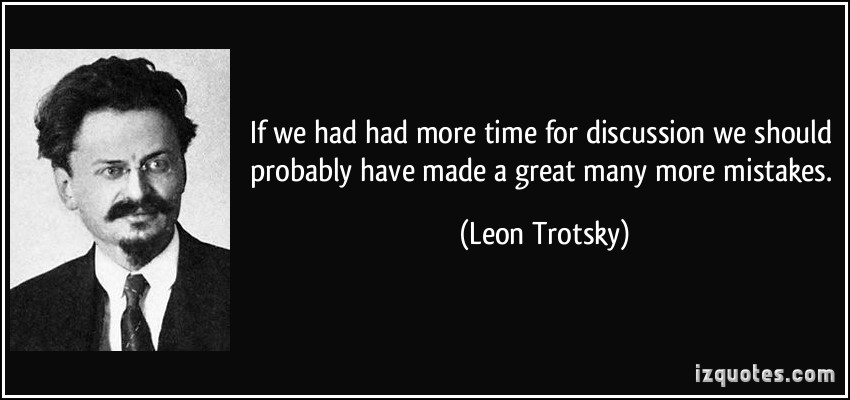 If we had had more time for discussion we should
probably have made a great many more mistakes.
(Leon Trotsky)
izquotes.com